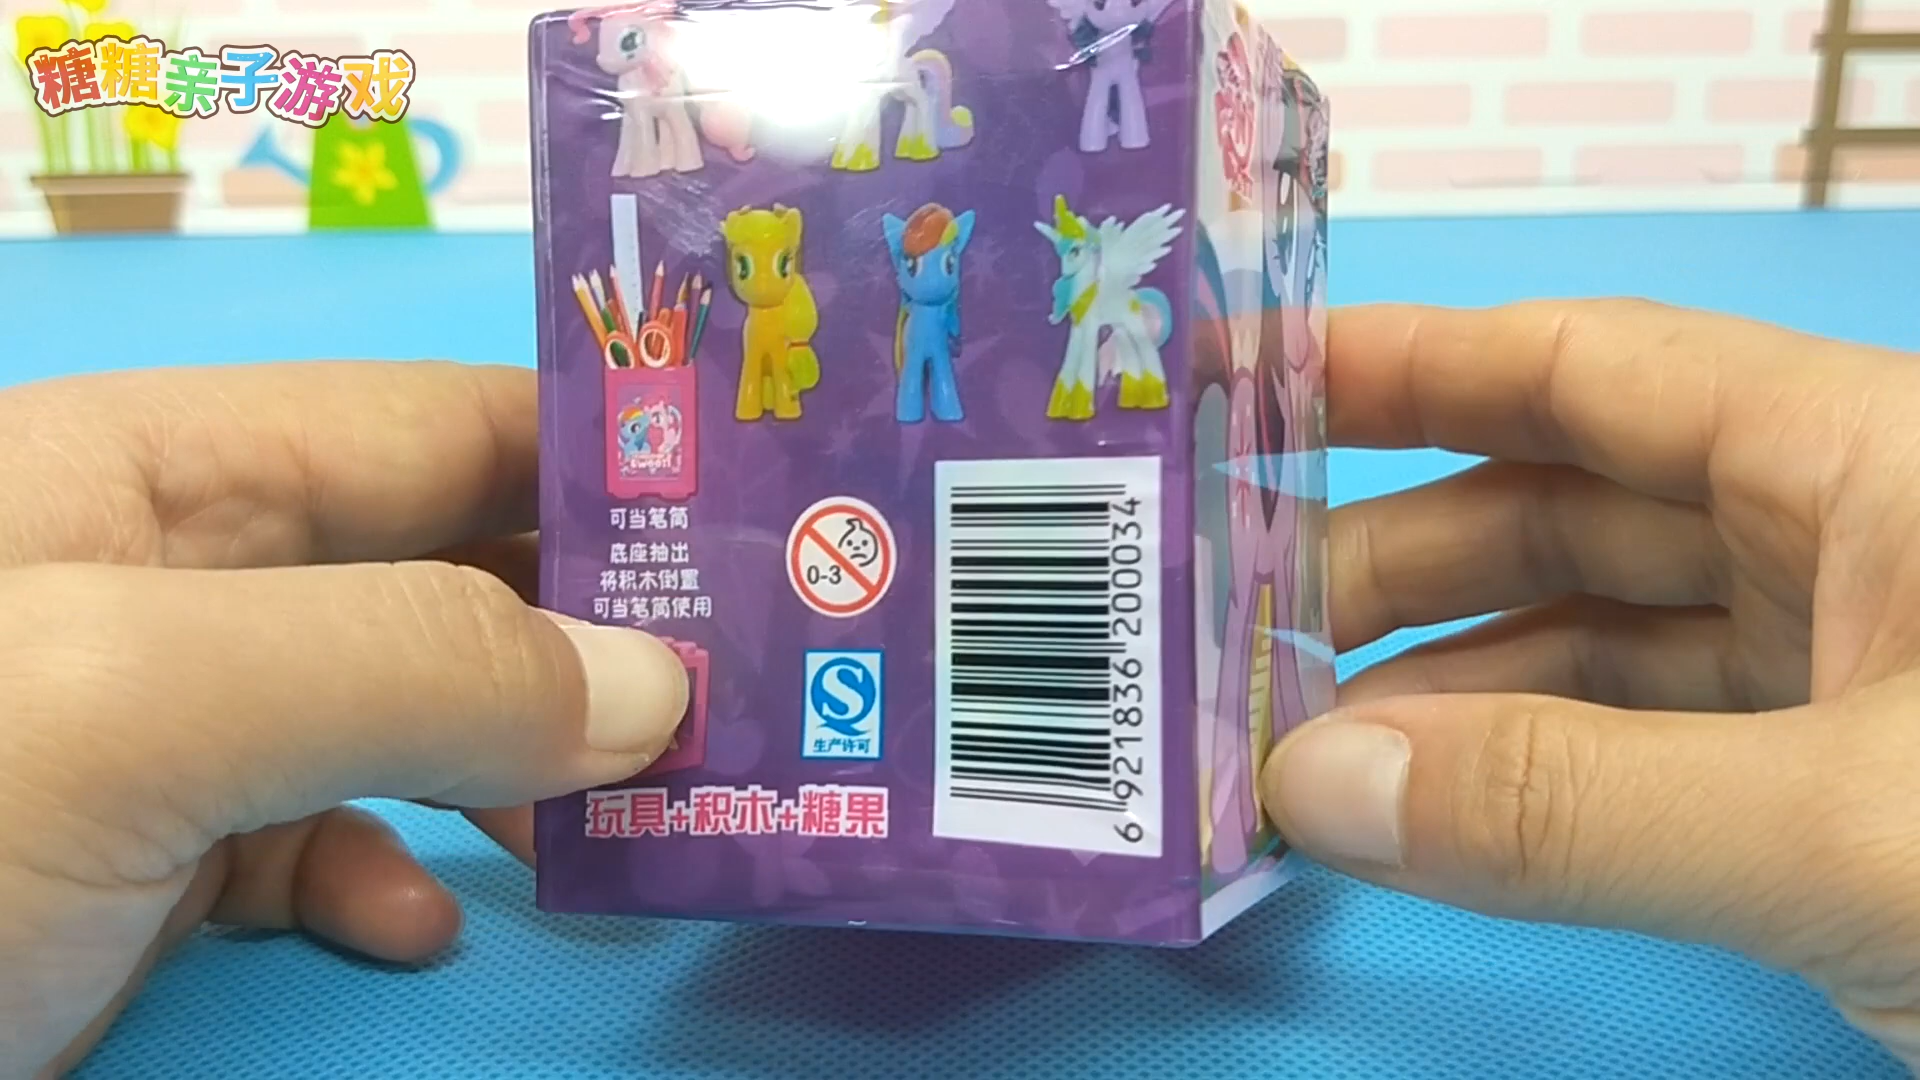 糖糖亲子游戏
SWEET!
可当笔筒
底座抽出
将积木倒置
可当笔筒使用
0-3
生产许可
玩具+积木+糖果
6921836200034